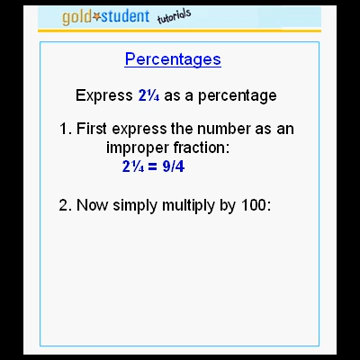 gold student tutorials
Percentages
Express 2¼ as a percentage
1. First express the number as an
improper fraction:
2¼ = 9/4
2. Now simply multiply by 100: